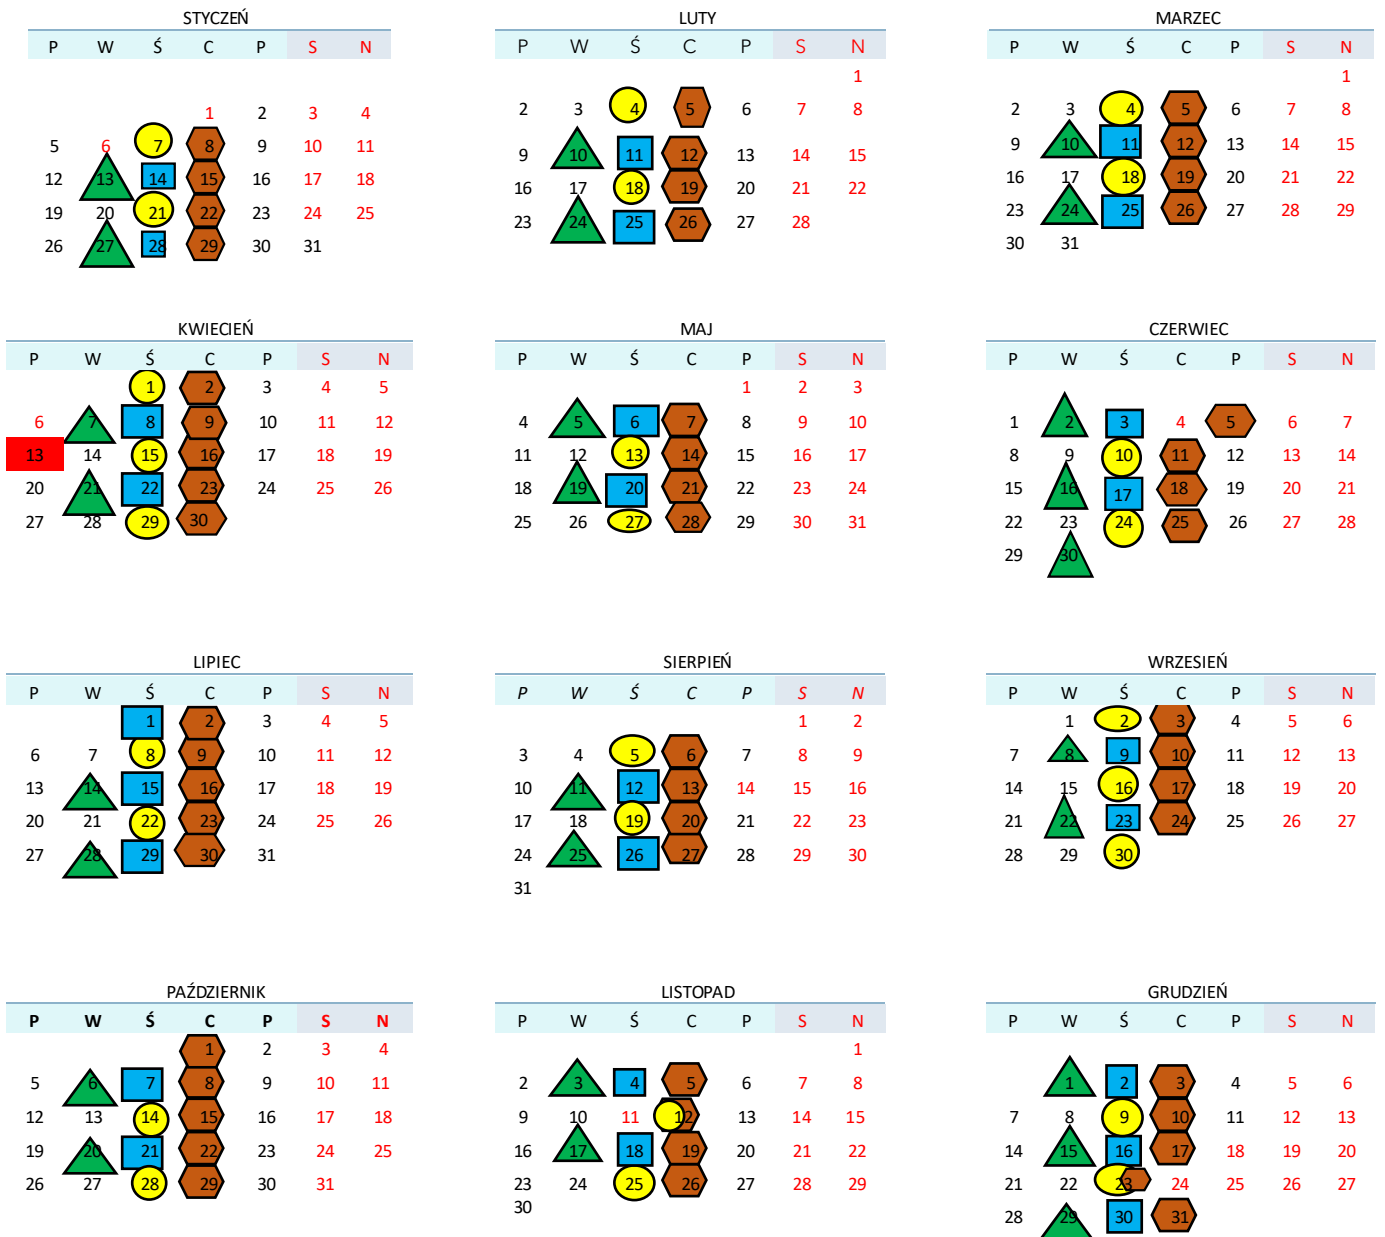 STYCZEŃ LUTY MARZEC
P W Ś C P S N P W Ś C P S N P W Ś C P S N
1 1
1 2 3 4 2 3 4 5 6 7 8 2 3 4 5 6 7 8
5 6 7 8 9 10 11 9 10 11 12 13 14 15 9 10 11 12 13 14 15
12 13 14 15 16 17 18 16 17 18 19 20 21 22 16 17 18 19 20 21 22
19 20 21 22 23 24 25 23 24 25 26 27 28 23 24 25 26 27 28 29
26 27 28 29 30 31 30 31
KWIECIEŃ MAJ CZERWIEC
P W Ś C P S N P W Ś C P S N P W Ś C P S N
1 2 3 4 5 1 2 3
6 7 8 9 10 11 12 4 5 6 7 8 9 10 1 2 3 4 5 6 7
13 14 15 16 17 18 19 11 12 13 14 15 16 17 8 9 10 11 12 13 14
20 21 22 23 24 25 26 18 19 20 21 22 23 24 15 16 17 18 19 20 21
27 28 29 30 25 26 27 28 29 30 31 22 23 24 25 26 27 28
29 30
LIPIEC SIERPIEŃ WRZESIEŃ
P W Ś C P S N P W Ś C P S N P W Ś C P S N
1 2 3 4 5 1 2 1 2 3 4 5 6
6 7 8 9 10 11 12 3 4 5 6 7 8 9 7 8 9 10 11 12 13
13 14 15 16 17 18 19 10 11 12 13 14 15 16 14 15 16 17 18 19 20
20 21 22 23 24 25 26 17 18 19 20 21 22 23 21 22 23 24 25 26 27
27 28 29 30 31 24 25 26 27 28 29 30 28 29 30
31
PAŹDZIERNIK LISTOPAD GRUDZIEŃ
P W Ś C P S N P W Ś C P S N P W Ś C P S N
1 2 3 4 1
5 6 7 8 9 10 11 2 3 4 5 6 7 8 1 2 3 4 5 6
12 13 14 15 16 17 18 9 10 11 12 13 14 15 7 8 9 10 11 12 13
19 20 21 22 23 24 25 16 17 18 19 20 21 22 14 15 16 17 18 19 20
26 27 28 29 30 31 23 24 25 26 27 28 29 21 22 23 24 25 26 27
30 28 29 30 31